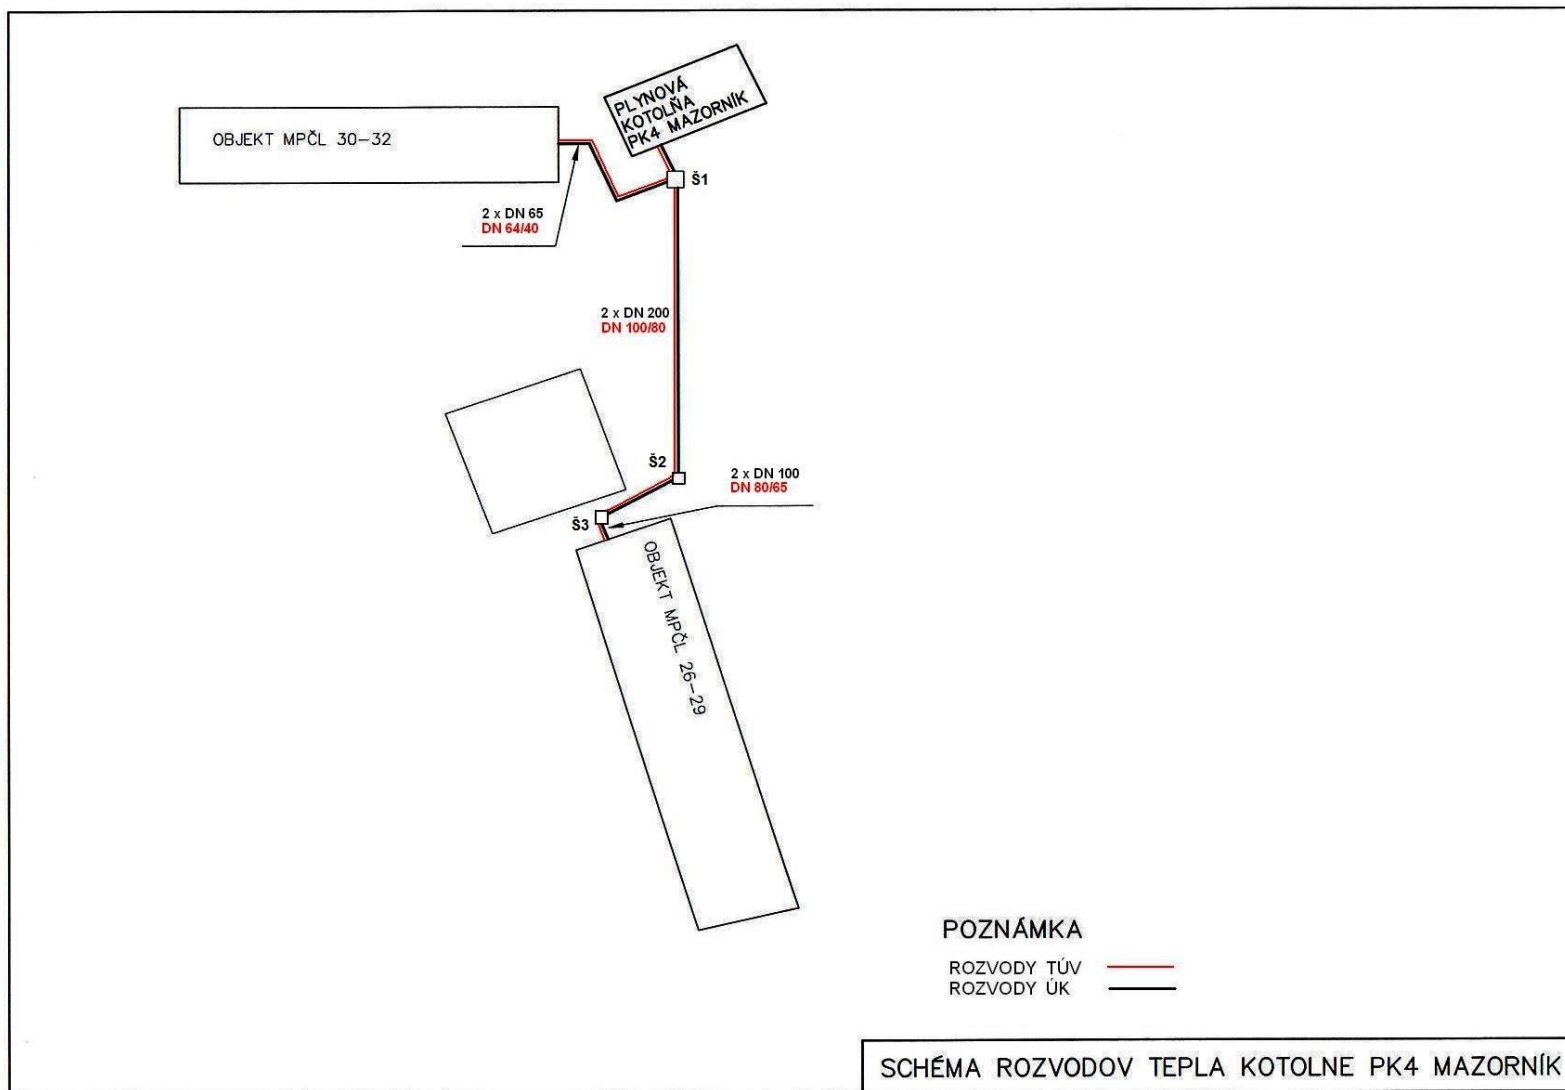 PLYNOVÁ
KOTOLŇA
PK4 MAZORNÍK
OBJEKT MPČL 30-32
Š1
2 x DN 65
DN 64/40
2 x DN 200
DN 100/80
Š2
2 x DN 100
DN 80/65
Š3
OBJEKT MPČL 26-29
POZNÁMKA
ROZVODY TÚV
ROZVODY ÚK
SCHÉMA ROZVODOV TEPLA KOTOLNE PK4 MAZORNÍK